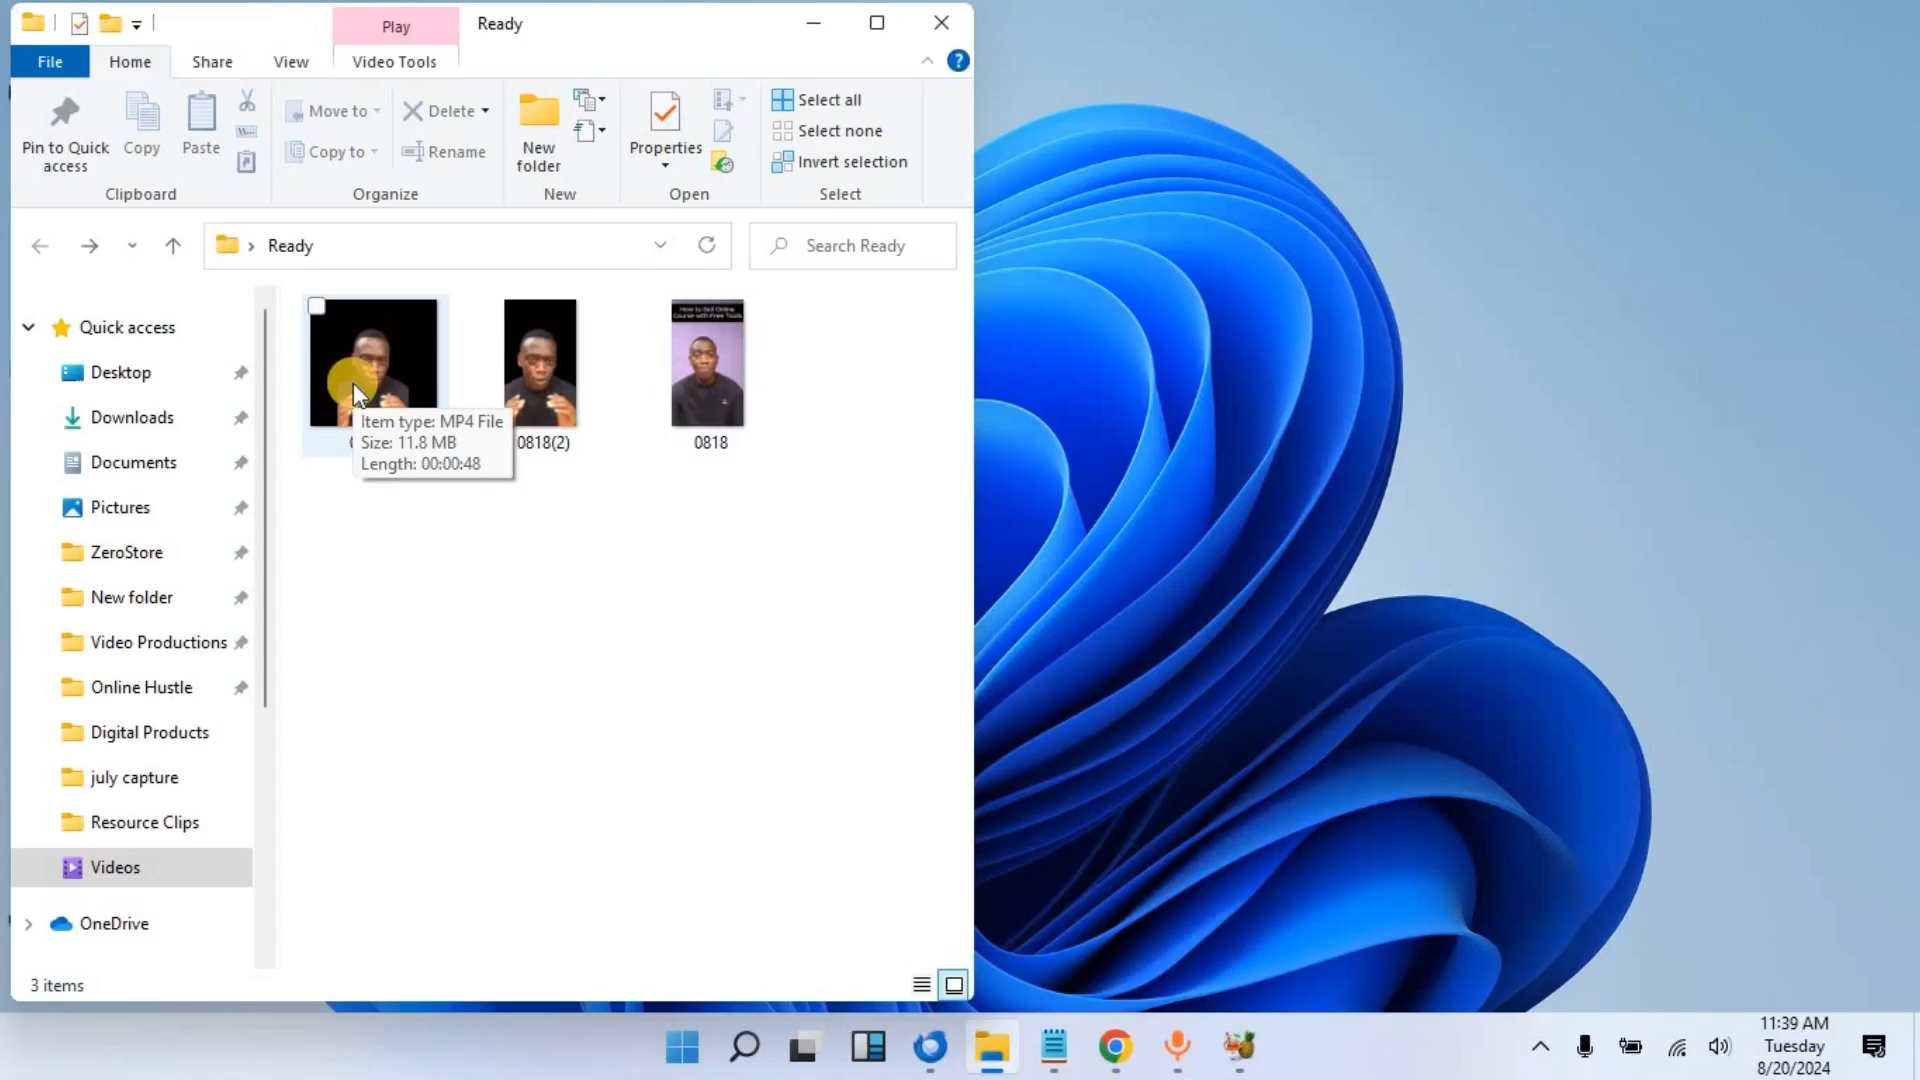 Play
Ready
File
Home
Share
View
Video Tools
Pin to Quick access
Copy
Paste
Move to
Copy to
Delete
Rename
New folder
Properties
Select all
Select none
Invert selection
Clipboard
Organize
New
Open
Select
Ready
Search Ready
Quick access
Desktop
Downloads
Documents
Pictures
ZeroStore
New folder
Video Productions
Online Hustle
Digital Products
july capture
Resource Clips
Videos
OneDrive
How to Sell Online
Course with Free Tools
Item type: MP4 File
Size: 11.8 MB
Length: 00:00:48
0818(2)
0818
3 items
11:39 AM
Tuesday
8/20/2024